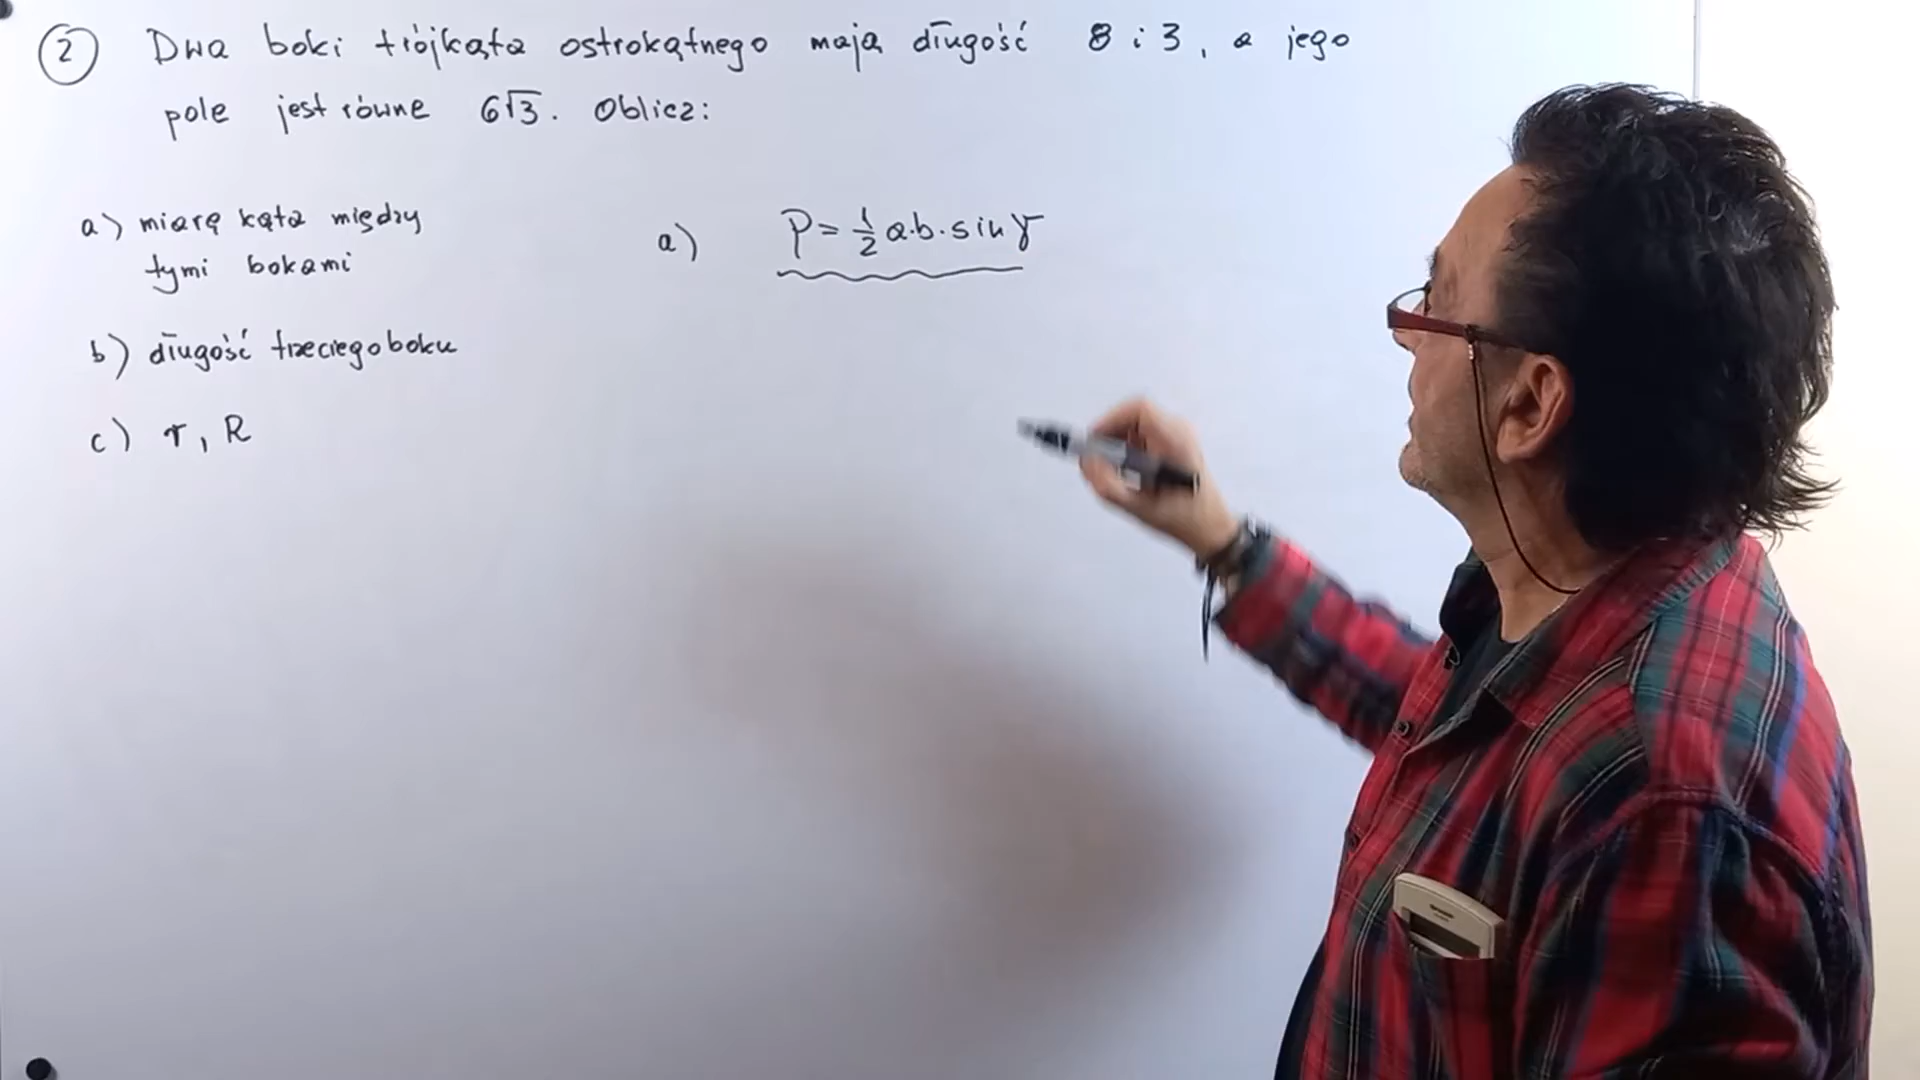 2 Dwa boki trójkąta ostrokątnego mają długość 8 i 3, a jego
pole jest równe 6√3. Oblicz:
a) miarę kąta między
tymi bokami
b) długość trzeciego boku
c) r, R
a) P = 1/2 a·b·sin γ